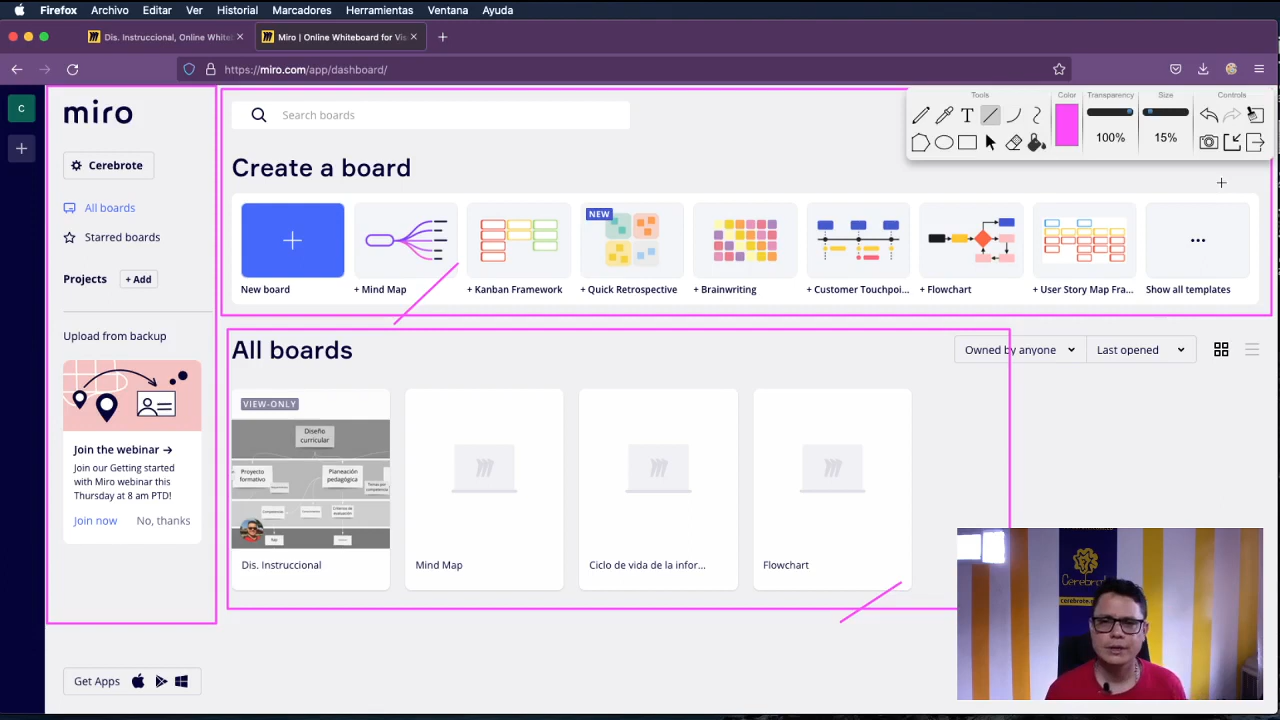 Firefox Archivo Editar Ver Historial Marcadores Herramientas Ventana Ayuda
Dis. Instruccional, Online White
Miro | Online Whiteboard for Vis
https://miro.com/app/dashboard/
C
miro
Search boards
Tools Color Transparency Size Controls
T
100% 15%
Cerebrote
Create a board
All boards
Starred boards
NEW
Projects + Add
New board + Mind Map + Kanban Framework + Quick Retrospective + Brainwriting + Customer Touchpoi... + Flowchart + User Story Map Fra... Show all templates
Upload from backup
All boards Owned by anyone Last opened
VIEW-ONLY
Diseño
curricular
Proyecto
formativo
Planeación
pedagógica
Join the webinar →
Join our Getting started
with Miro webinar this
Thursday at 8 am PTD!
Join now No, thanks
Dis. Instruccional Mind Map Ciclo de vida de la infor... Flowchart
Get Apps